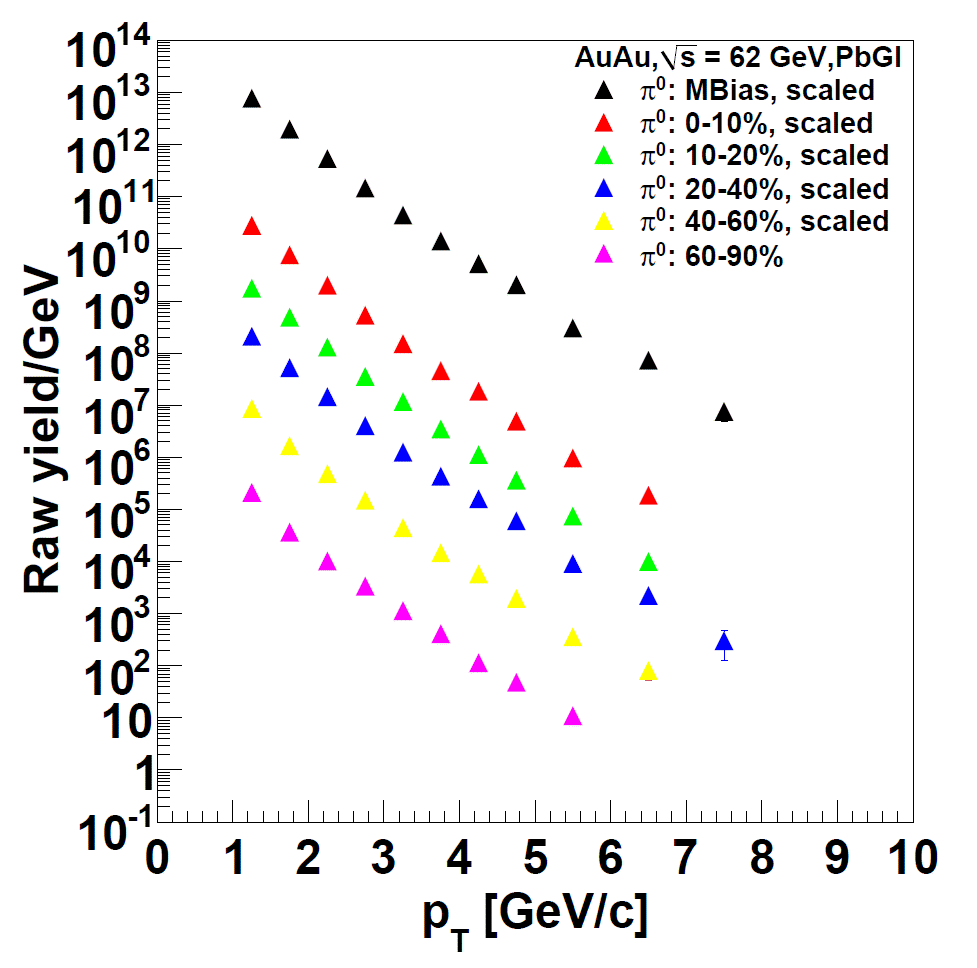 AuAu,√s = 62 GeV,PbGl
π⁰: MBias, scaled
π⁰: 0-10%, scaled
π⁰: 10-20%, scaled
π⁰: 20-40%, scaled
π⁰: 40-60%, scaled
π⁰: 60-90%
Raw yield/GeV
10¹⁴
10¹³
10¹²
10¹¹
10¹⁰
10⁹
10⁸
10⁷
10⁶
10⁵
10⁴
10³
10²
10
1
10⁻¹
0 1 2 3 4 5 6 7 8 9 10
p_T [GeV/c]